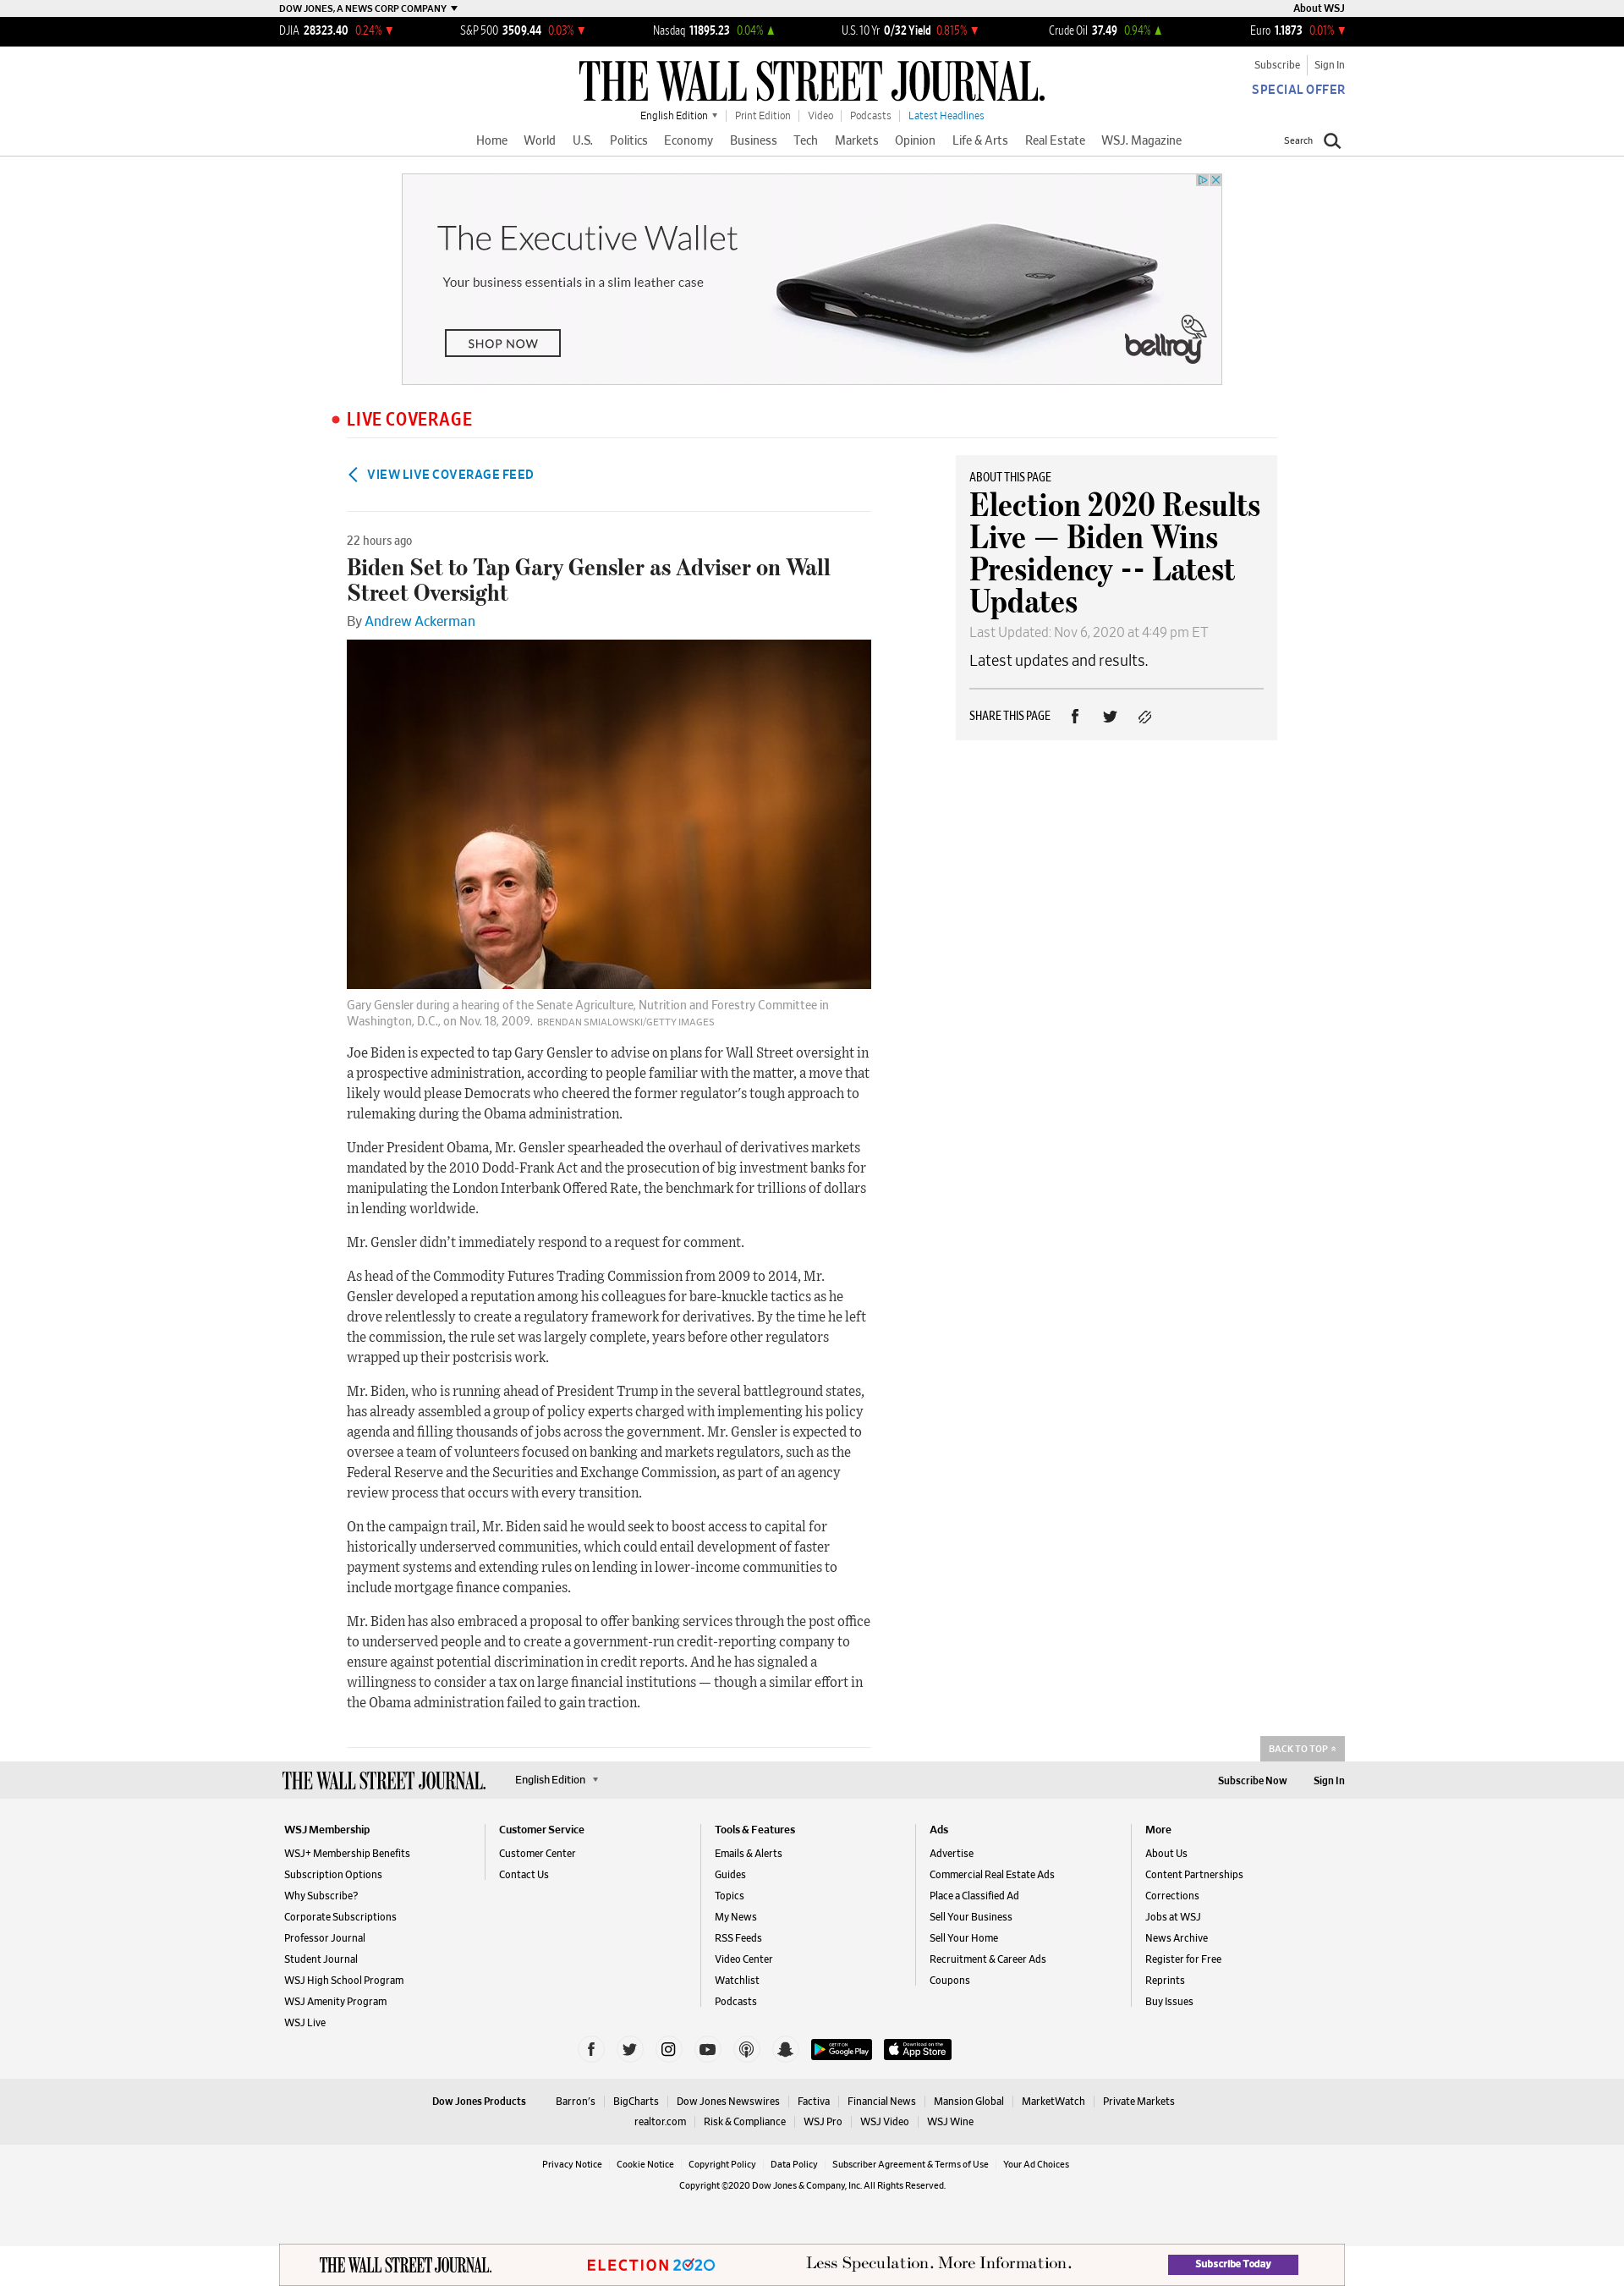 DOW JONES, A NEWS CORP COMPANY
About WSJ
DJIA 28323.40 0.24%
S&P 500 3509.44 0.03%
Nasdaq 11895.23 0.04%
U.S. 10 Yr 0/32 Yield 0.815%
Crude Oil 37.49 0.94%
Euro 1.1873 0.01%
THE WALL STREET JOURNAL.
Subscribe
Sign In
SPECIAL OFFER
English Edition
Print Edition
Video
Podcasts
Latest Headlines
Home World U.S. Politics Economy Business Tech Markets Opinion Life & Arts Real Estate WSJ. Magazine
Search
The Executive Wallet
Your business essentials in a slim leather case
SHOP NOW
bellroy
LIVE COVERAGE
VIEW LIVE COVERAGE FEED
22 hours ago
Biden Set to Tap Gary Gensler as Adviser on Wall
Street Oversight
By Andrew Ackerman
Gary Gensler during a hearing of the Senate Agriculture, Nutrition and Forestry Committee in
Washington, D.C., on Nov. 18, 2009. BRENDAN SMIALOWSKI/GETTY IMAGES
Joe Biden is expected to tap Gary Gensler to advise on plans for Wall Street oversight in
a prospective administration, according to people familiar with the matter, a move that
likely would please Democrats who cheered the former regulator's tough approach to
rulemaking during the Obama administration.
Under President Obama, Mr. Gensler spearheaded the overhaul of derivatives markets
mandated by the 2010 Dodd-Frank Act and the prosecution of big investment banks for
manipulating the London Interbank Offered Rate, the benchmark for trillions of dollars
in lending worldwide.
Mr. Gensler didn't immediately respond to a request for comment.
As head of the Commodity Futures Trading Commission from 2009 to 2014, Mr.
Gensler developed a reputation among his colleagues for bare-knuckle tactics as he
drove relentlessly to create a regulatory framework for derivatives. By the time he left
the commission, the rule set was largely complete, years before other regulators
wrapped up their postcrisis work.
Mr. Biden, who is running ahead of President Trump in the several battleground states,
has already assembled a group of policy experts charged with implementing his policy
agenda and filling thousands of jobs across the government. Mr. Gensler is expected to
oversee a team of volunteers focused on banking and markets regulators, such as the
Federal Reserve and the Securities and Exchange Commission, as part of an agency
review process that occurs with every transition.
On the campaign trail, Mr. Biden said he would seek to boost access to capital for
historically underserved communities, which could entail development of faster
payment systems and extending rules on lending in lower-income communities to
include mortgage finance companies.
Mr. Biden has also embraced a proposal to offer banking services through the post office
to underserved people and to create a government-run credit-reporting company to
ensure against potential discrimination in credit reports. And he has signaled a
willingness to consider a tax on large financial institutions — though a similar effort in
the Obama administration failed to gain traction.
ABOUT THIS PAGE
Election 2020 Results
Live — Biden Wins
Presidency -- Latest
Updates
Last Updated: Nov 6, 2020 at 4:49 pm ET
Latest updates and results.
SHARE THIS PAGE
BACK TO TOP
THE WALL STREET JOURNAL.
English Edition
Subscribe Now
Sign In
WSJ Membership
WSJ+ Membership Benefits
Subscription Options
Why Subscribe?
Corporate Subscriptions
Professor Journal
Student Journal
WSJ High School Program
WSJ Amenity Program
WSJ Live
Customer Service
Customer Center
Contact Us
Tools & Features
Emails & Alerts
Guides
Topics
My News
RSS Feeds
Video Center
Watchlist
Podcasts
Ads
Advertise
Commercial Real Estate Ads
Place a Classified Ad
Sell Your Business
Sell Your Home
Recruitment & Career Ads
Coupons
More
About Us
Content Partnerships
Corrections
Jobs at WSJ
News Archive
Register for Free
Reprints
Buy Issues
GET IT ON
Google Play
Download on the
App Store
Dow Jones Products Barron's BigCharts Dow Jones Newswires Factiva Financial News Mansion Global MarketWatch Private Markets
realtor.com Risk & Compliance WSJ Pro WSJ Video WSJ Wine
Privacy Notice Cookie Notice Copyright Policy Data Policy Subscriber Agreement & Terms of Use Your Ad Choices
Copyright ©2020 Dow Jones & Company, Inc. All Rights Reserved.
THE WALL STREET JOURNAL.
ELECTION 2020
Less Speculation. More Information.
Subscribe Today